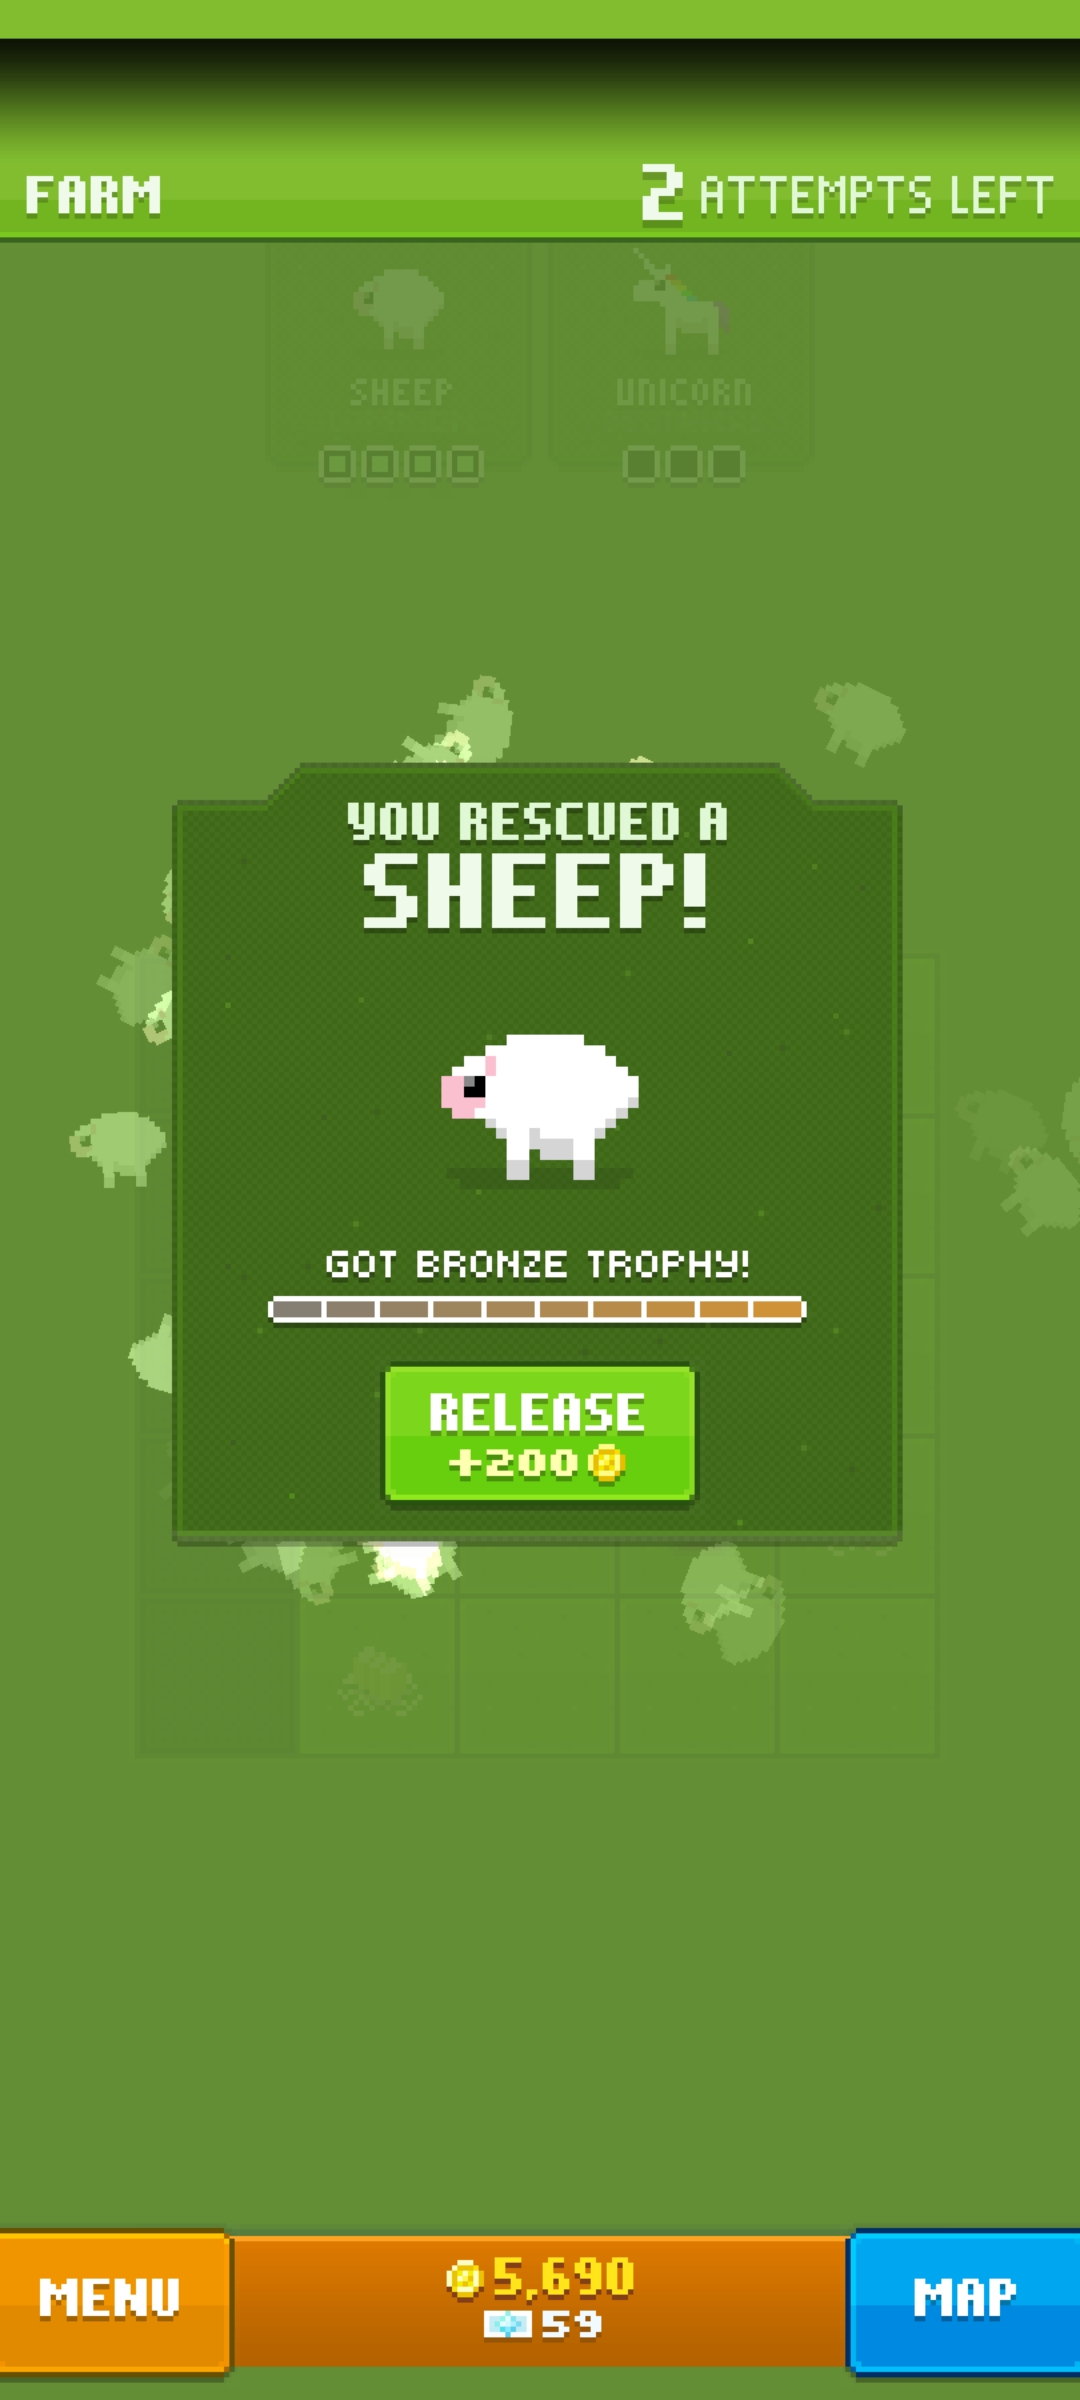 FARM
2 ATTEMPTS LEFT
SHEEP
UNICORN
YOU RESCUED A
SHEEP!
GOT BRONZE TROPHY!
RELEASE
+200
MENU
5,690
59
MAP